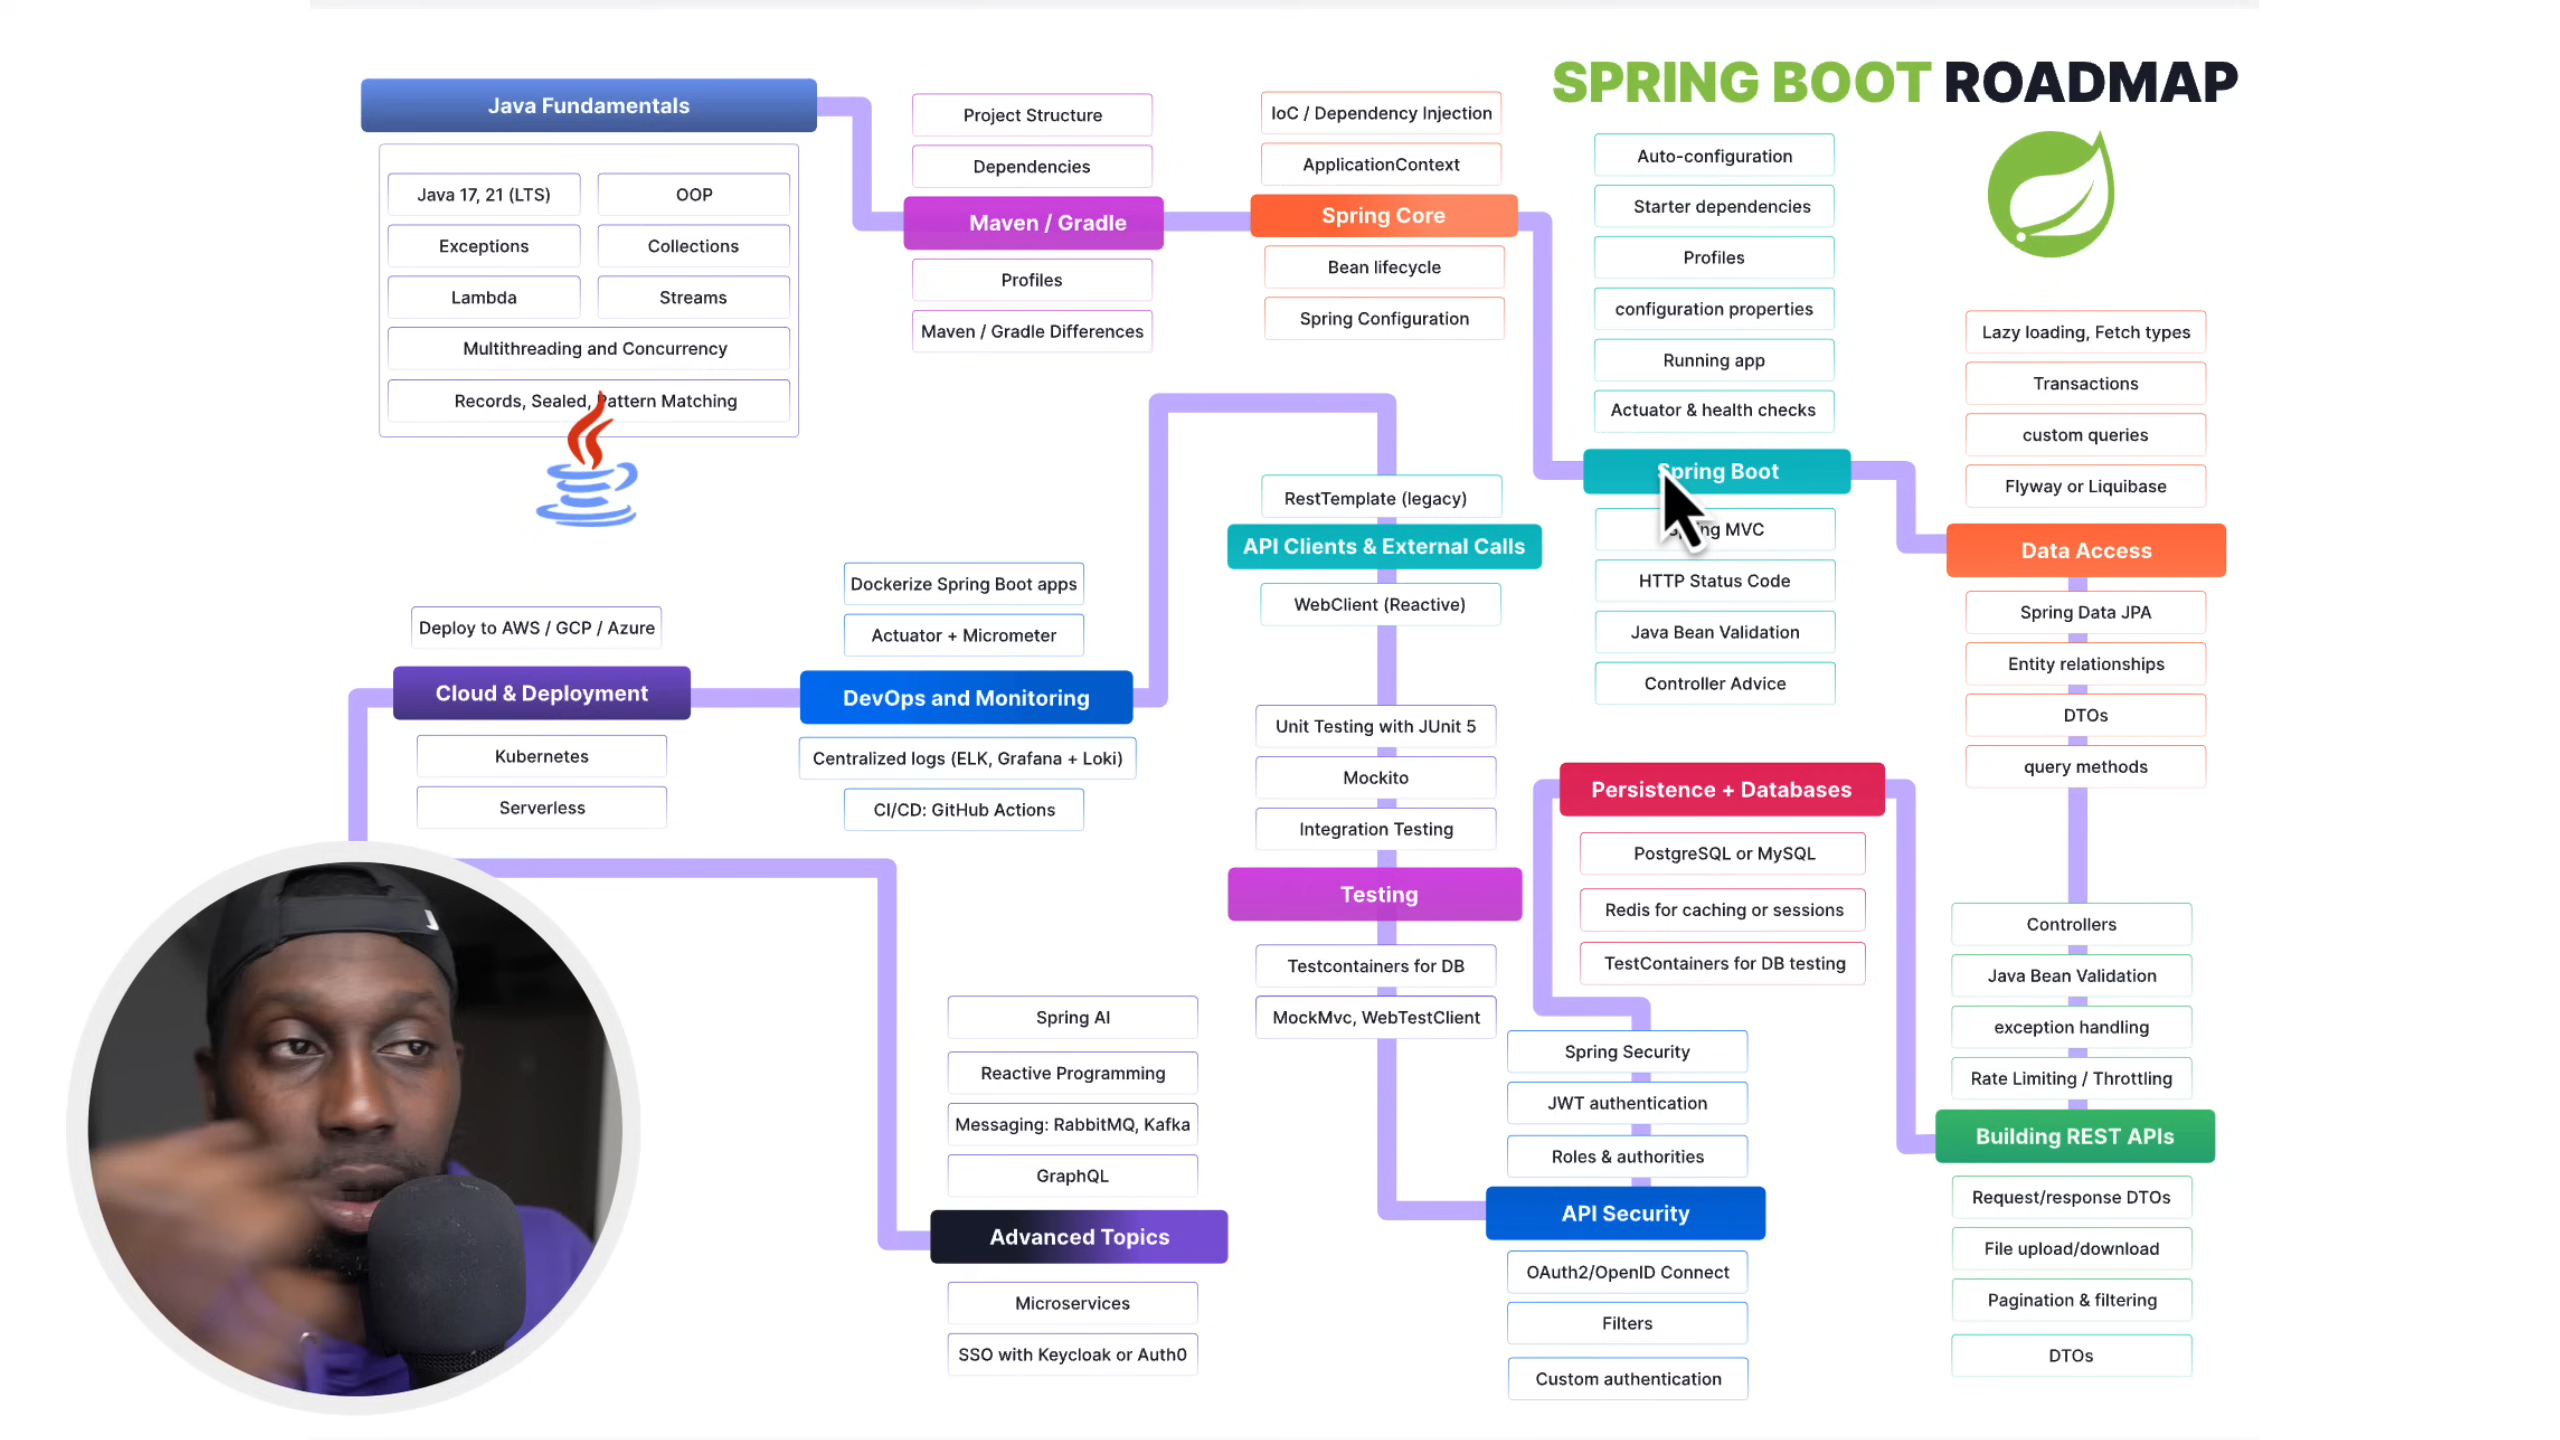 SPRING BOOT ROADMAP
Java Fundamentals
Java 17, 21 (LTS)
OOP
Exceptions
Collections
Lambda
Streams
Multithreading and Concurrency
Records, Sealed, Pattern Matching
Project Structure
Dependencies
Maven / Gradle
Profiles
Maven / Gradle Differences
IoC / Dependency Injection
ApplicationContext
Spring Core
Bean lifecycle
Spring Configuration
Auto-configuration
Starter dependencies
Profiles
configuration properties
Running app
Actuator & health checks
Spring Boot
Spring MVC
HTTP Status Code
Java Bean Validation
Controller Advice
Lazy loading, Fetch types
Transactions
custom queries
Flyway or Liquibase
Data Access
Spring Data JPA
Entity relationships
DTOs
query methods
Controllers
Java Bean Validation
exception handling
Rate Limiting / Throttling
Building REST APIs
Request/response DTOs
File upload/download
Pagination & filtering
DTOs
Persistence + Databases
PostgreSQL or MySQL
Redis for caching or sessions
TestContainers for DB testing
Spring Security
JWT authentication
Roles & authorities
API Security
OAuth2/OpenID Connect
Filters
Custom authentication
RestTemplate (legacy)
API Clients & External Calls
WebClient (Reactive)
Unit Testing with JUnit 5
Mockito
Integration Testing
Testing
Testcontainers for DB
MockMvc, WebTestClient
Dockerize Spring Boot apps
Actuator + Micrometer
DevOps and Monitoring
Centralized logs (ELK, Grafana + Loki)
CI/CD: GitHub Actions
Deploy to AWS / GCP / Azure
Cloud & Deployment
Kubernetes
Serverless
Spring AI
Reactive Programming
Messaging: RabbitMQ, Kafka
GraphQL
Advanced Topics
Microservices
SSO with Keycloak or Auth0